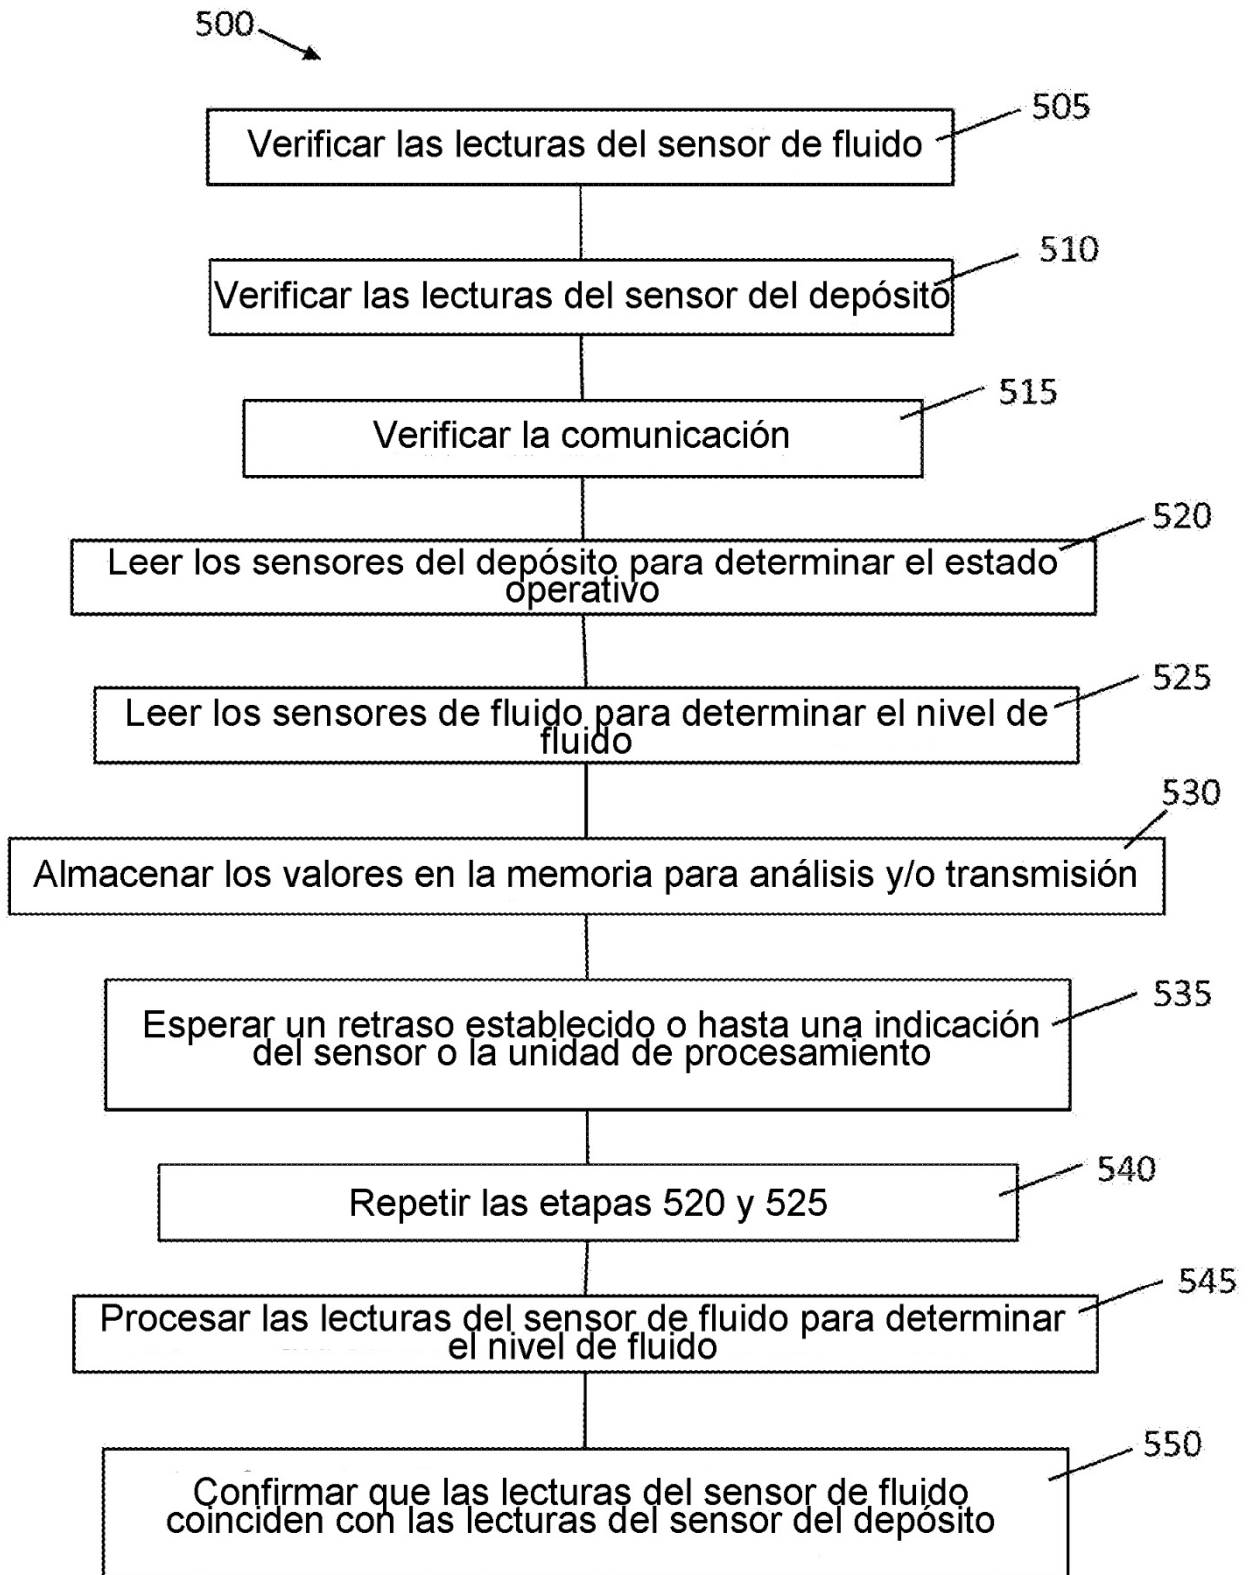 500
505
Verificar las lecturas del sensor de fluido
510
Verificar las lecturas del sensor del depósito
515
Verificar la comunicación
520
Leer los sensores del depósito para determinar el estado
operativo
525
Leer los sensores de fluido para determinar el nivel de
fluido
530
Almacenar los valores en la memoria para análisis y/o transmisión
535
Esperar un retraso establecido o hasta una indicación
del sensor o la unidad de procesamiento
540
Repetir las etapas 520 y 525
545
Procesar las lecturas del sensor de fluido para determinar
el nivel de fluido
550
Confirmar que las lecturas del sensor de fluido
coinciden con las lecturas del sensor del depósito